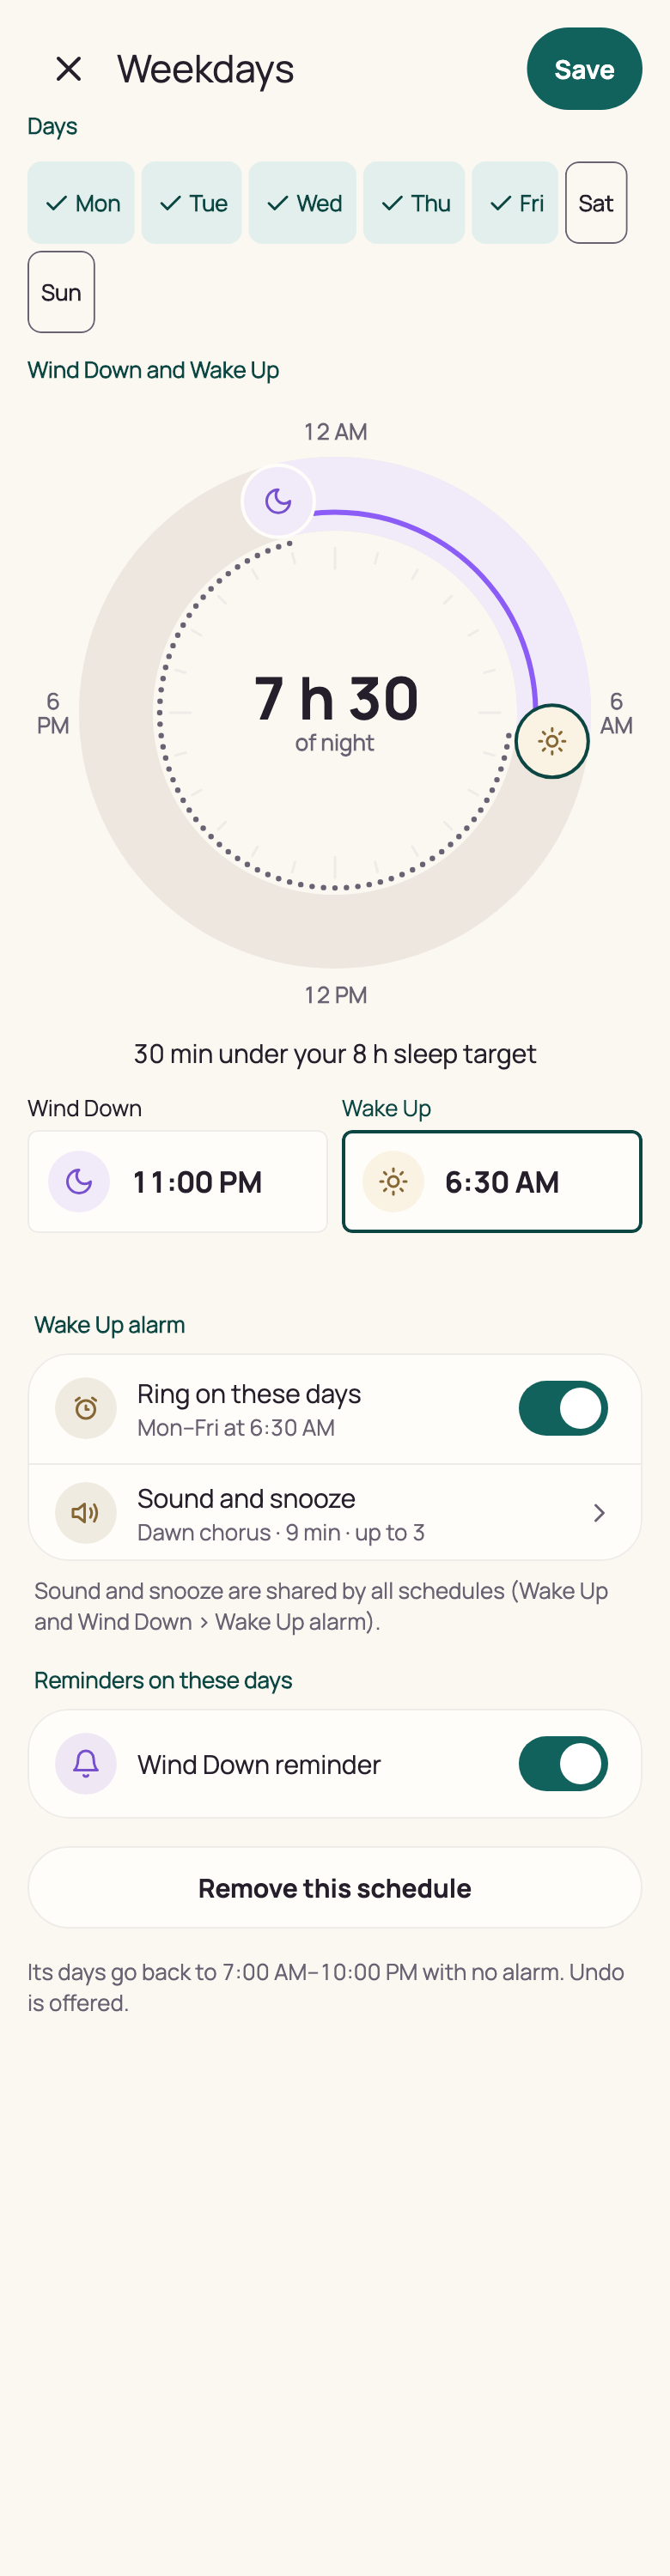 Weekdays
Save
Days
Mon
Tue
Wed
Thu
Fri
Sat
Sun
Wind Down and Wake Up
12 AM
6
PM
7 h 30
of night
6
AM
12 PM
30 min under your 8 h sleep target
Wind Down
Wake Up
11:00 PM
6:30 AM
Wake Up alarm
Ring on these days
Mon–Fri at 6:30 AM
Sound and snooze
Dawn chorus · 9 min · up to 3
Sound and snooze are shared by all schedules (Wake Up
and Wind Down › Wake Up alarm).
Reminders on these days
Wind Down reminder
Remove this schedule
Its days go back to 7:00 AM–10:00 PM with no alarm. Undo
is offered.